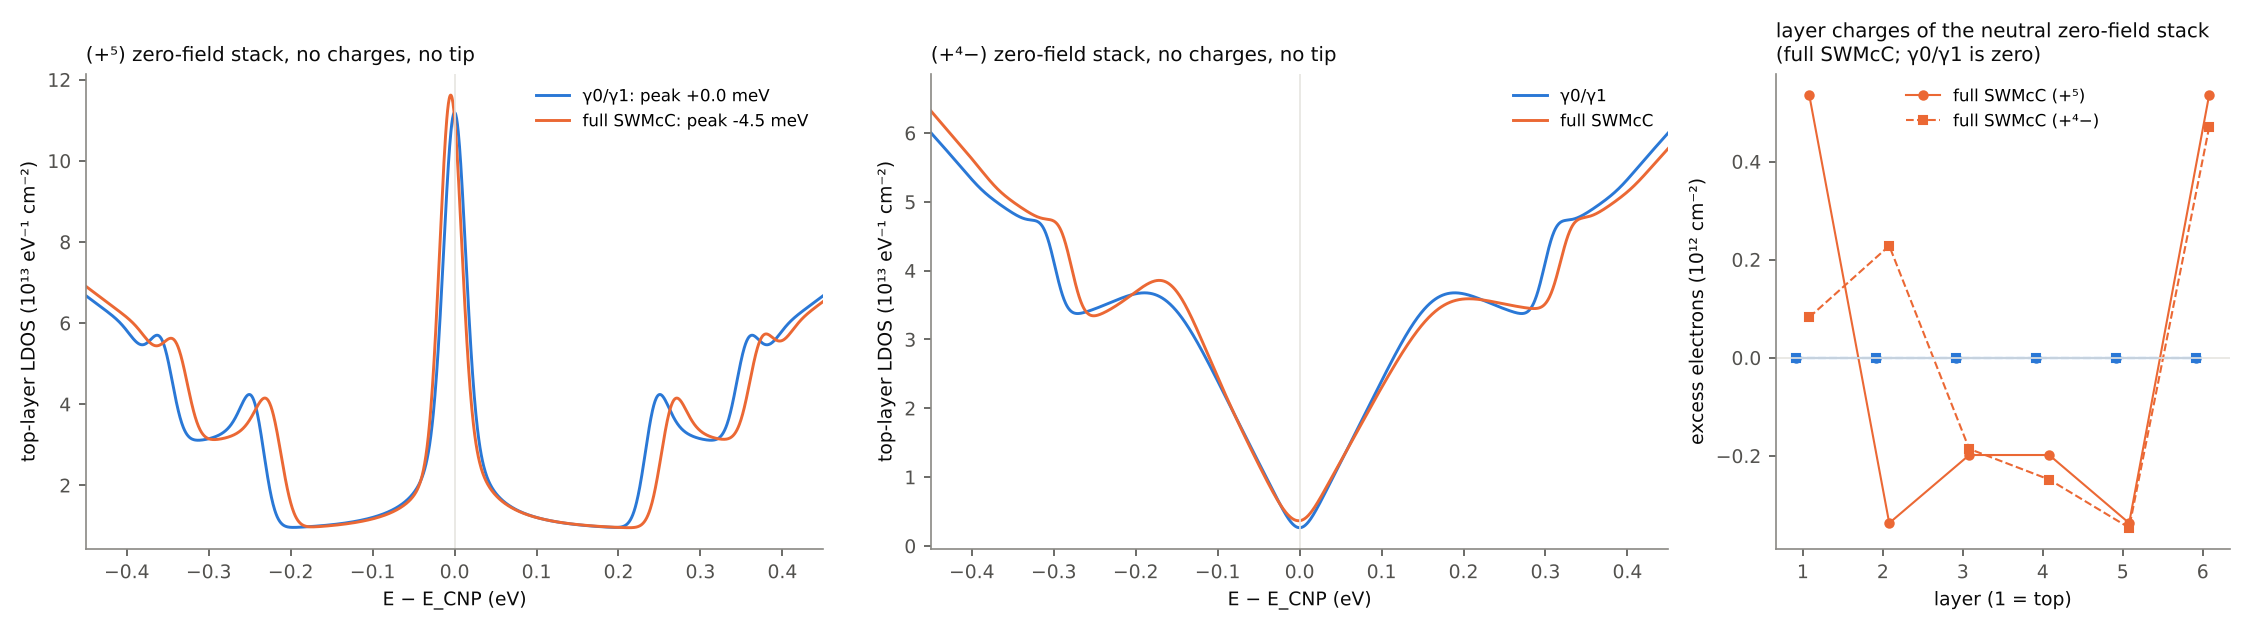 (+⁵) zero-field stack, no charges, no tip
γ0/γ1: peak +0.0 meV
full SWMcC: peak -4.5 meV
top-layer LDOS (10¹³ eV⁻¹ cm⁻²)
12
10
8
6
4
2
−0.4
−0.3
−0.2
−0.1
0.0
0.1
0.2
0.3
0.4
E − E_CNP (eV)
(+⁴−) zero-field stack, no charges, no tip
γ0/γ1
full SWMcC
top-layer LDOS (10¹³ eV⁻¹ cm⁻²)
6
5
4
3
2
1
0
−0.4
−0.3
−0.2
−0.1
0.0
0.1
0.2
0.3
0.4
E − E_CNP (eV)
layer charges of the neutral zero-field stack
(full SWMcC; γ0/γ1 is zero)
full SWMcC (+⁵)
full SWMcC (+⁴−)
excess electrons (10¹² cm⁻²)
0.4
0.2
0.0
−0.2
1
2
3
4
5
6
layer (1 = top)